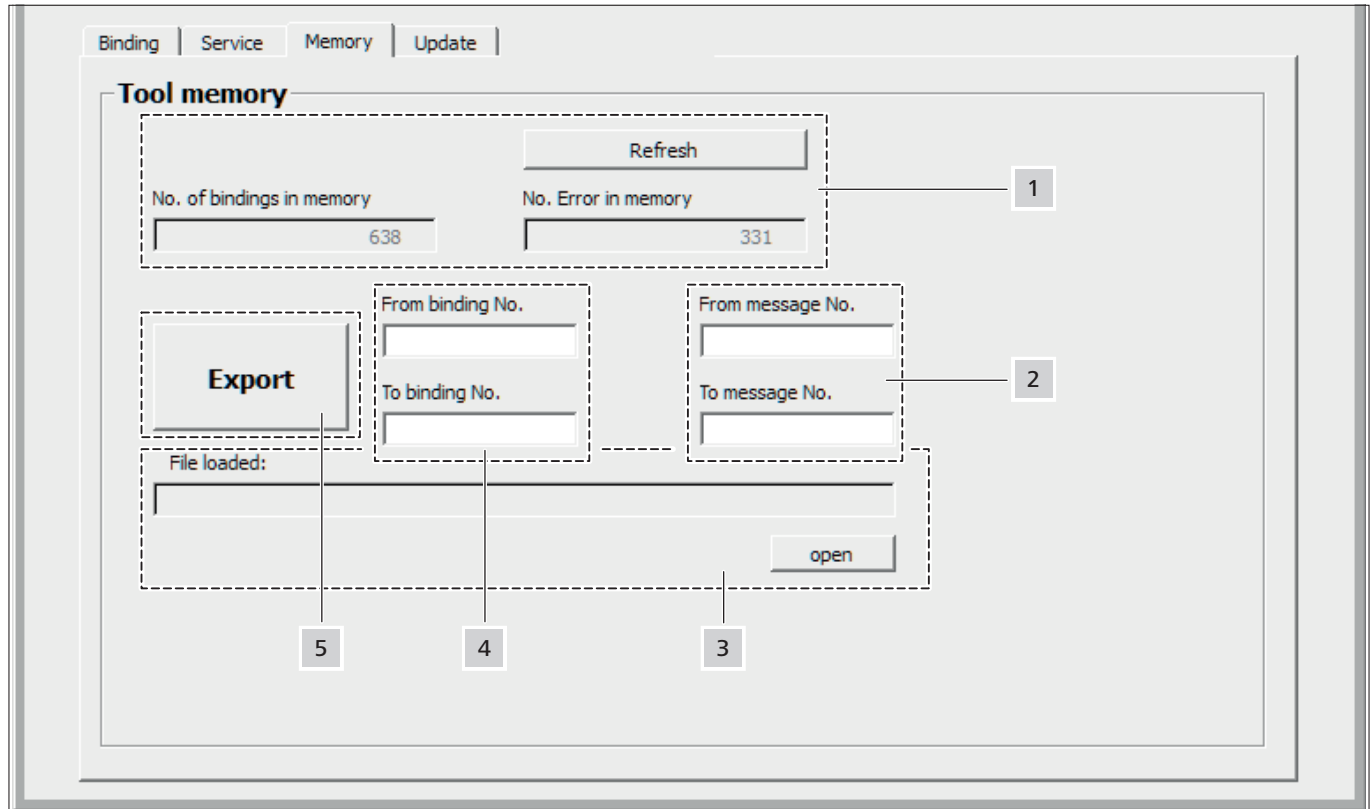 Binding Service Memory Update
Tool memory
Refresh
1
No. of bindings in memory No. Error in memory
638 331
From binding No. From message No.
Export
2
To binding No. To message No.
File loaded:
open
5 4 3